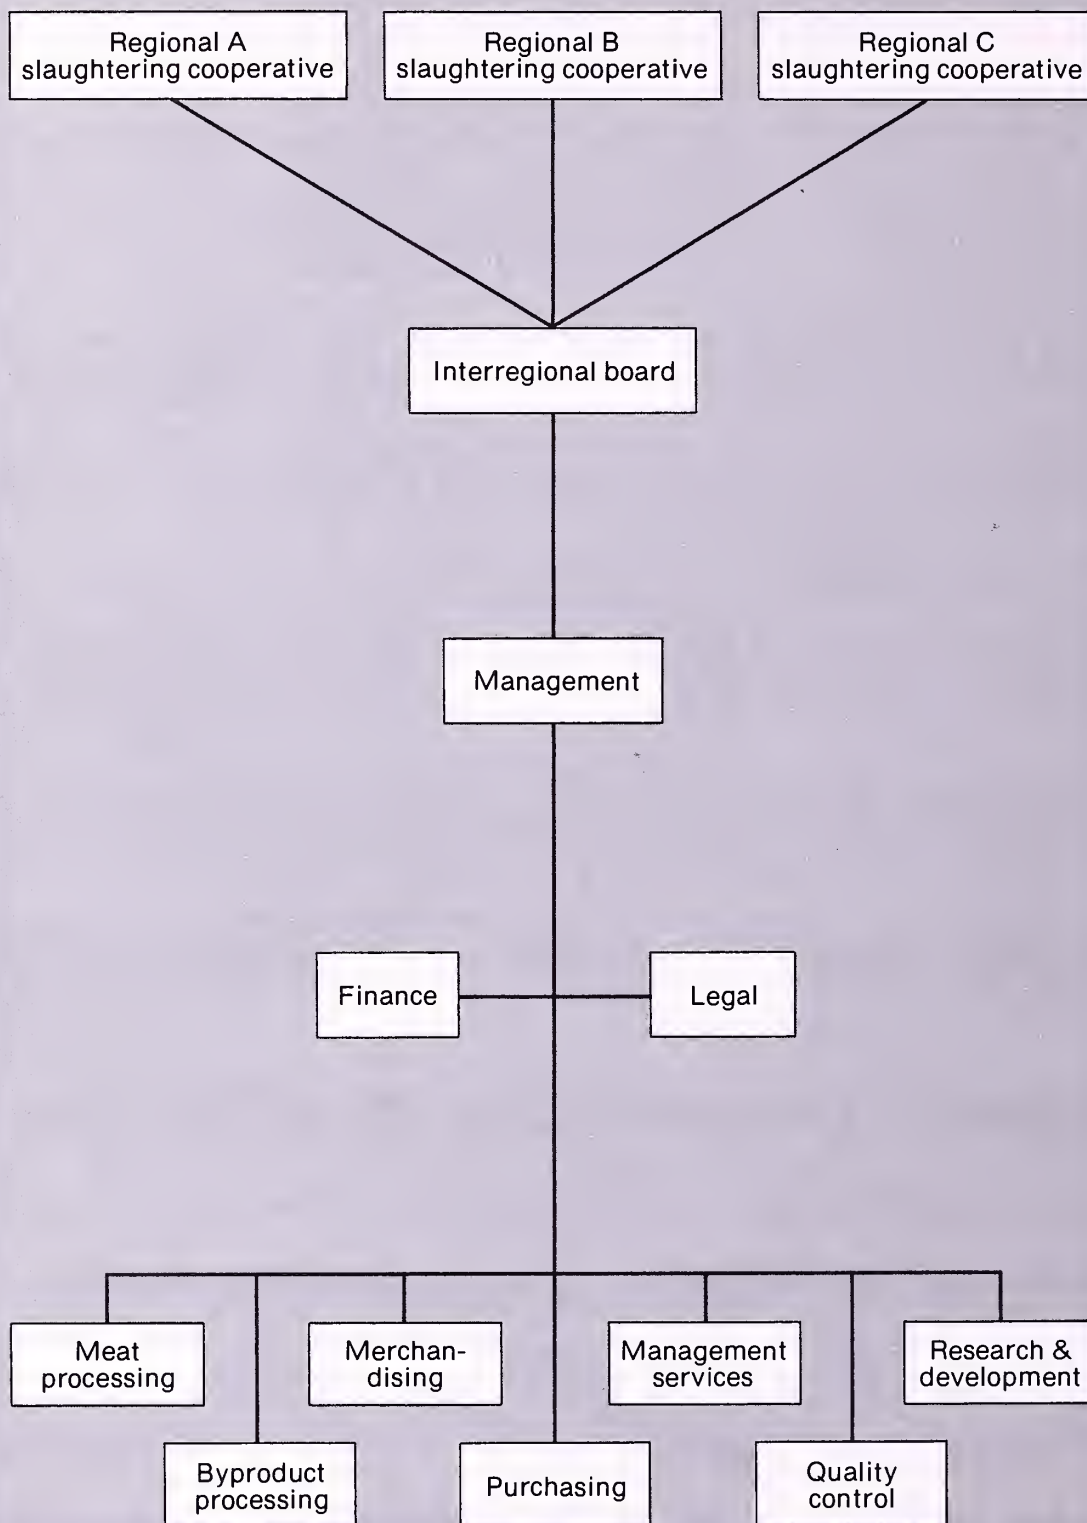 Regional A
slaughtering cooperative
Regional B
slaughtering cooperative
Regional C
slaughtering cooperative
Interregional board
Management
Finance
Legal
Meat
processing
Merchan-
dising
Management
services
Research &
development
Byproduct
processing
Purchasing
Quality
control